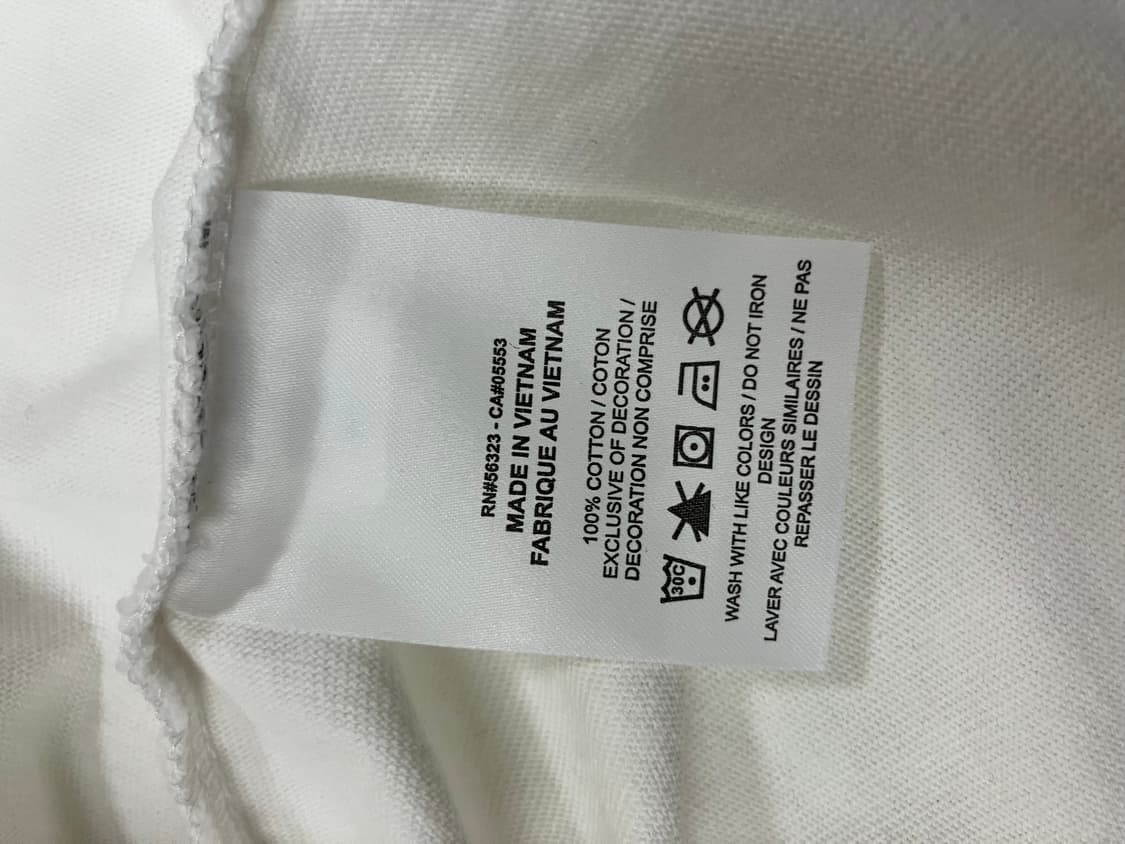 RN#56323 - CA#05553
MADE IN VIETNAM
FABRIQUE AU VIETNAM
100% COTTON / COTON
EXCLUSIVE OF DECORATION /
DECORATION NON COMPRISE
30C
WASH WITH LIKE COLORS / DO NOT IRON
DESIGN
LAVER AVEC COULEURS SIMILAIRES / NE PAS
REPASSER LE DESSIN